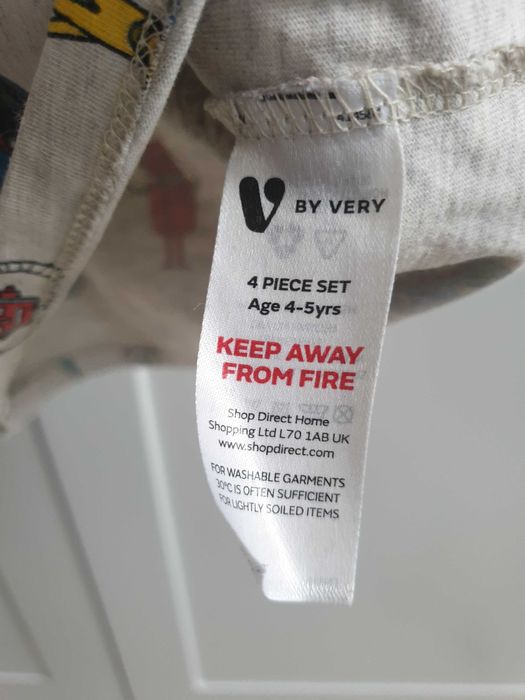 V BY VERY
4 PIECE SET
Age 4-5yrs
KEEP AWAY
FROM FIRE
Shop Direct Home
Shopping Ltd L70 1AB UK
www.shopdirect.com
FOR WASHABLE GARMENTS
30°C IS OFTEN SUFFICIENT
FOR LIGHTLY SOILED ITEMS